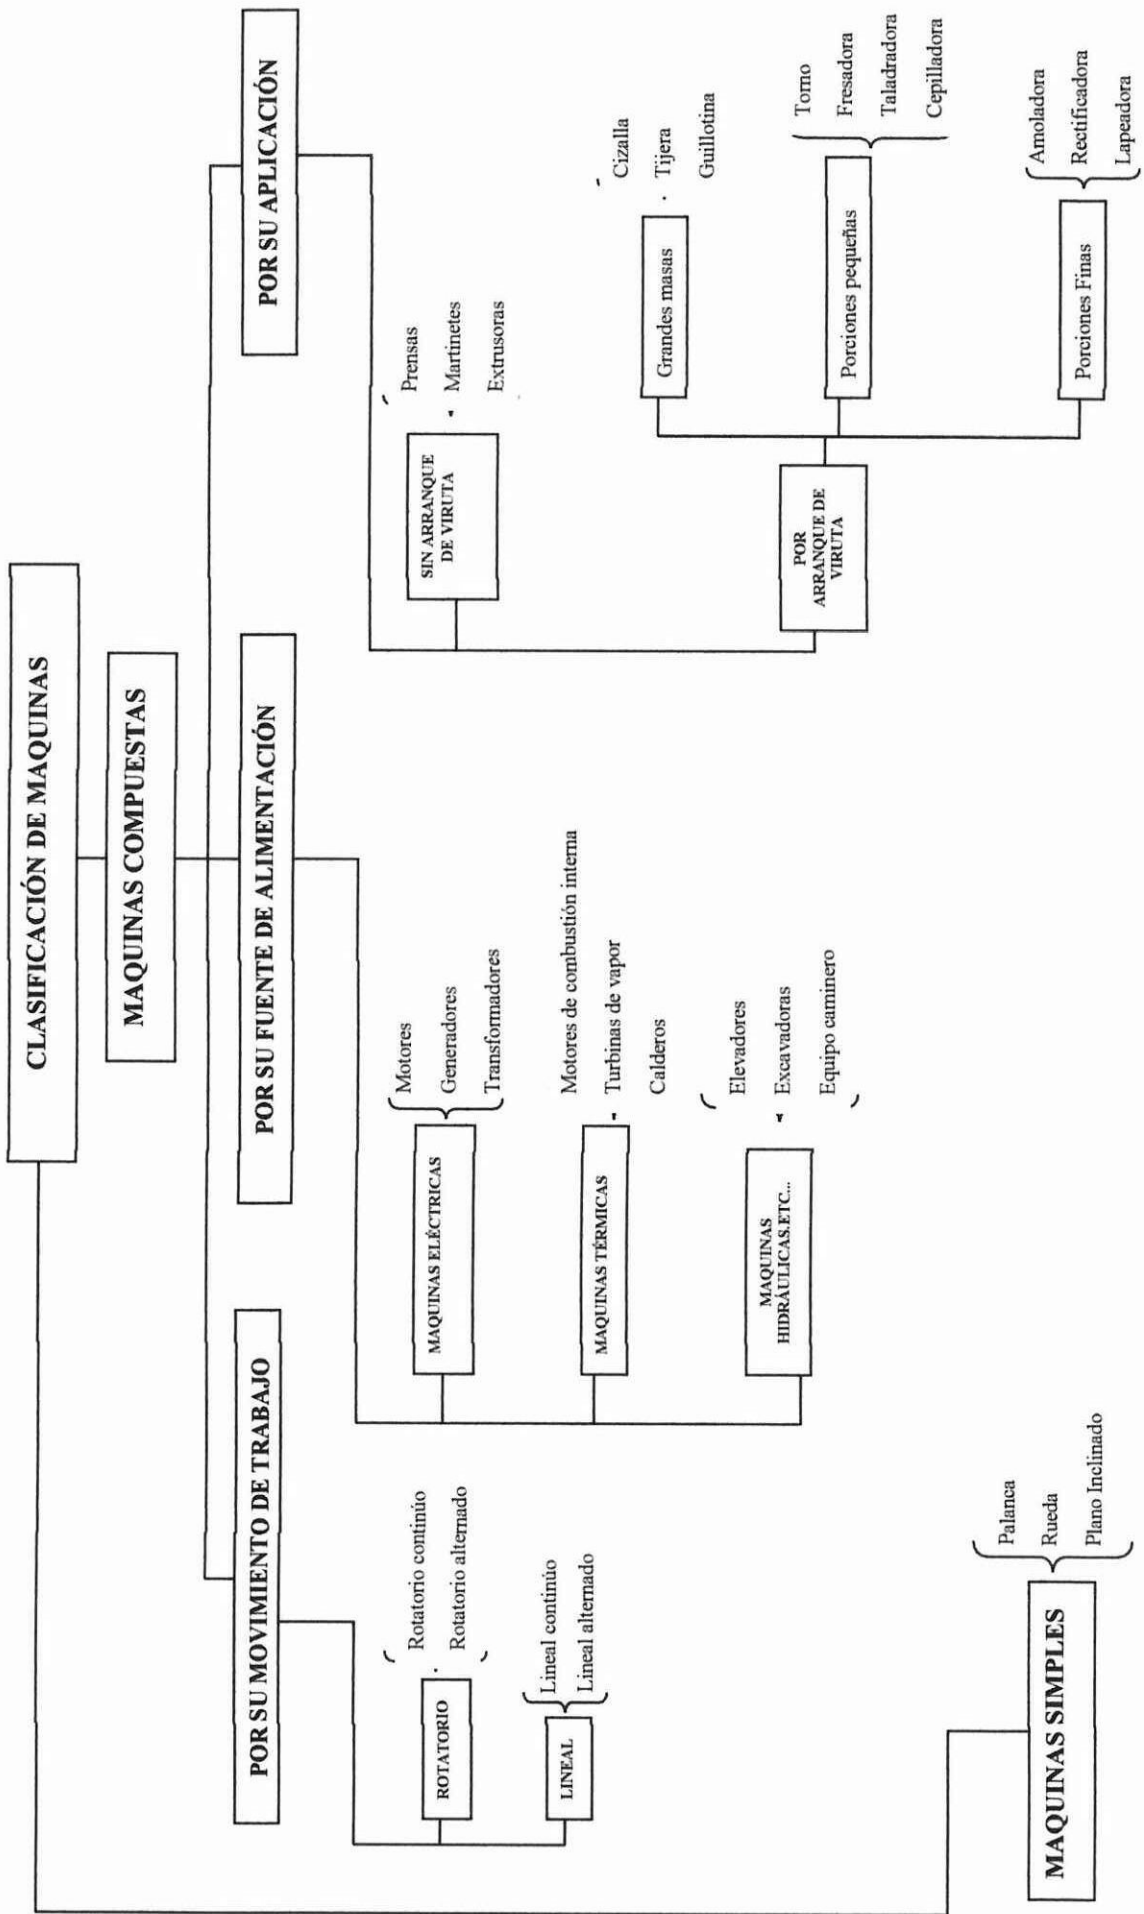 CLASIFICACIÓN DE MAQUINAS
MAQUINAS COMPUESTAS
POR SU MOVIMIENTO DE TRABAJO
POR SU FUENTE DE ALIMENTACIÓN
POR SU APLICACIÓN
ROTATORIO
Rotatorio continúo
Rotatorio alternado
LINEAL
Lineal continúo
Lineal alternado
MAQUINAS ELÉCTRICAS
Motores
Generadores
Transformadores
MAQUINAS TÉRMICAS
Motores de combustión interna
Turbinas de vapor
Calderos
MAQUINAS
HIDRÁULICAS.ETC...
Elevadores
Excavadoras
Equipo caminero
SIN ARRANQUE
DE VIRUTA
Prensas
Martinetes
Extrusoras
POR
ARRANQUE DE
VIRUTA
Grandes masas
Cizalla
Tijera
Guillotina
Porciones pequeñas
Torno
Fresadora
Taladradora
Cepilladora
Porciones Finas
Amoladora
Rectificadora
Lapeadora
MAQUINAS SIMPLES
Palanca
Rueda
Plano Inclinado